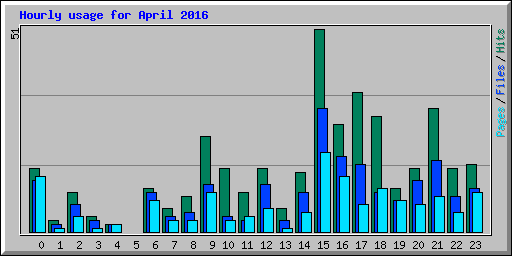 Hourly usage for April 2016
51
Pages/Files/Hits
0 1 2 3 4 5 6 7 8 9 10 11 12 13 14 15 16 17 18 19 20 21 22 23